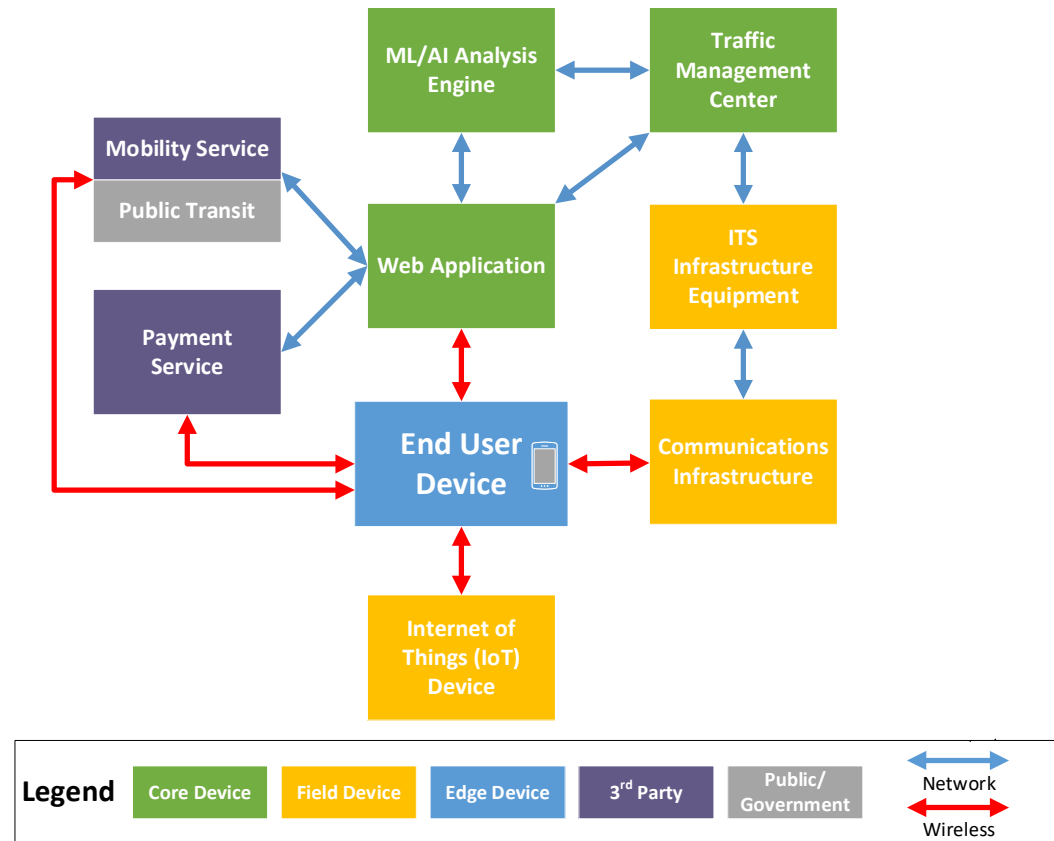 ML/AI Analysis
Engine
Traffic
Management
Center
Mobility Service
Public Transit
Web Application
ITS
Infrastructure
Equipment
Payment
Service
End User
Device
Communications
Infrastructure
Internet of
Things (IoT)
Device
Legend
Core Device
Field Device
Edge Device
3rd Party
Public/
Government
Network
Wireless